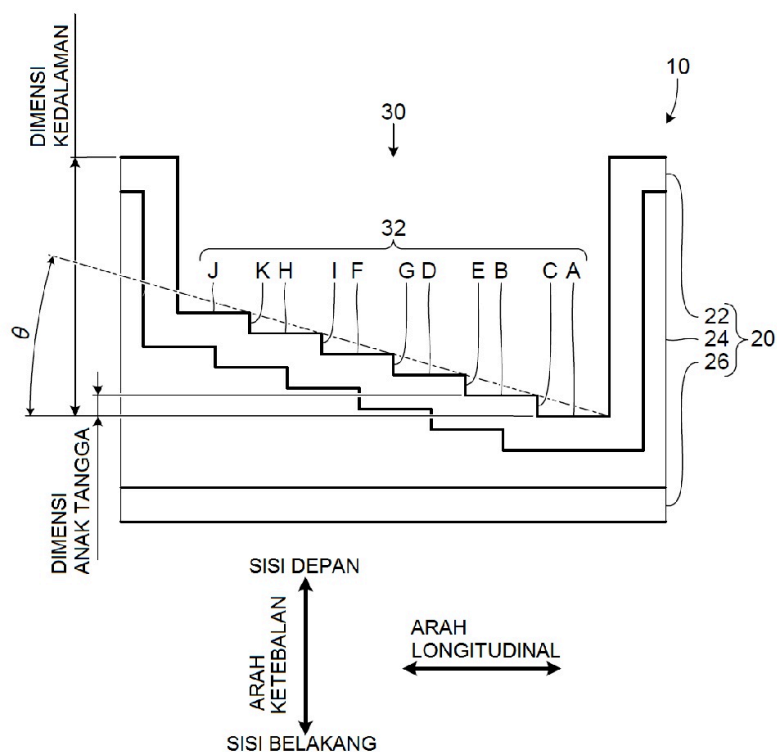 DIMENSI
KEDALAMAN
10
30
32
J K H I F G D E B C A
22
24
26
20
θ
DIMENSI
ANAK TANGGA
SISI DEPAN
ARAH
KETEBALAN
ARAH
LONGITUDINAL
SISI BELAKANG